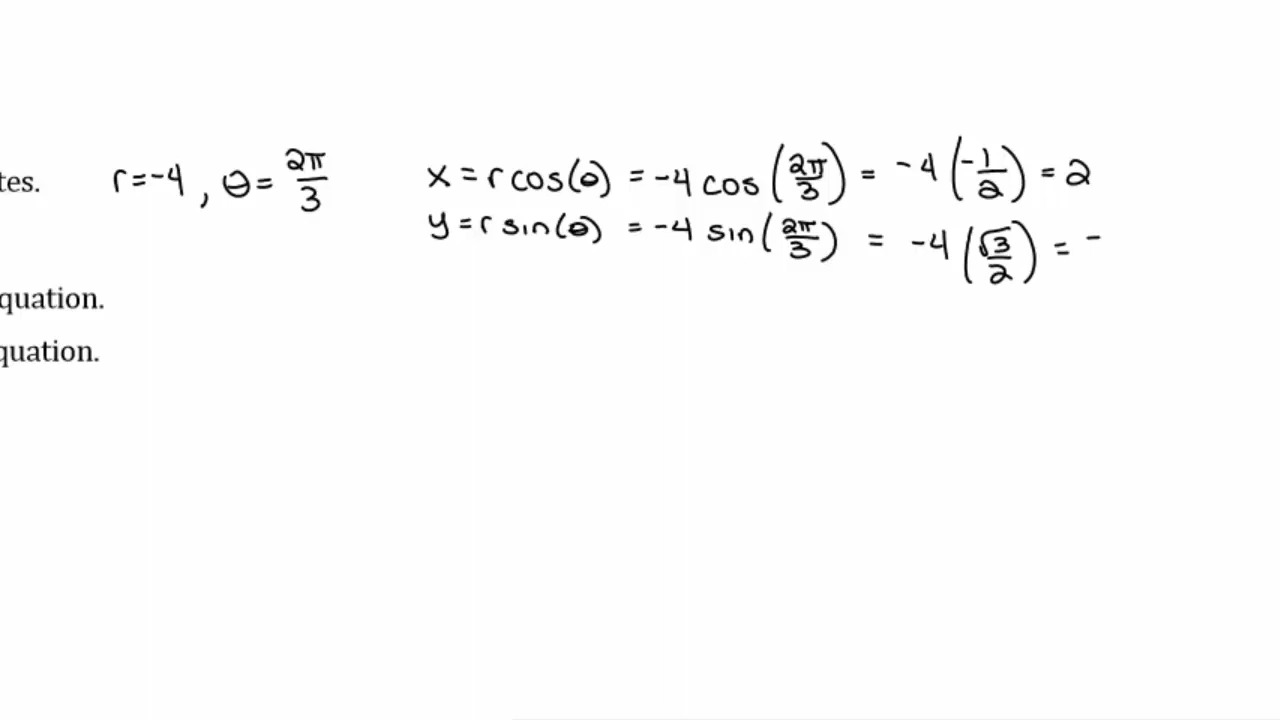 tes. r=-4, θ= 2π/3 x = r cos(θ) = -4 cos(2π/3) = -4(-1/2) = 2
y = r sin(θ) = -4 sin(2π/3) = -4(√3/2) = -
quation.
quation.